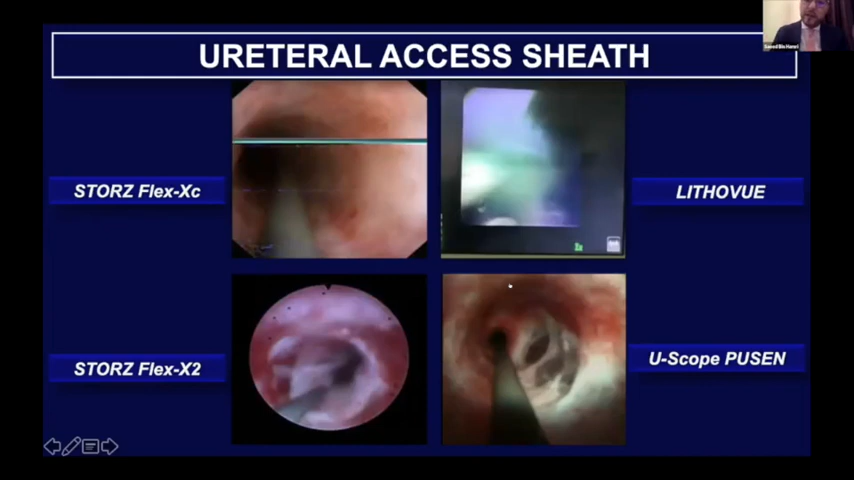 URETERAL ACCESS SHEATH
STORZ Flex-Xc
LITHOVUE
STORZ Flex-X2
U-Scope PUSEN